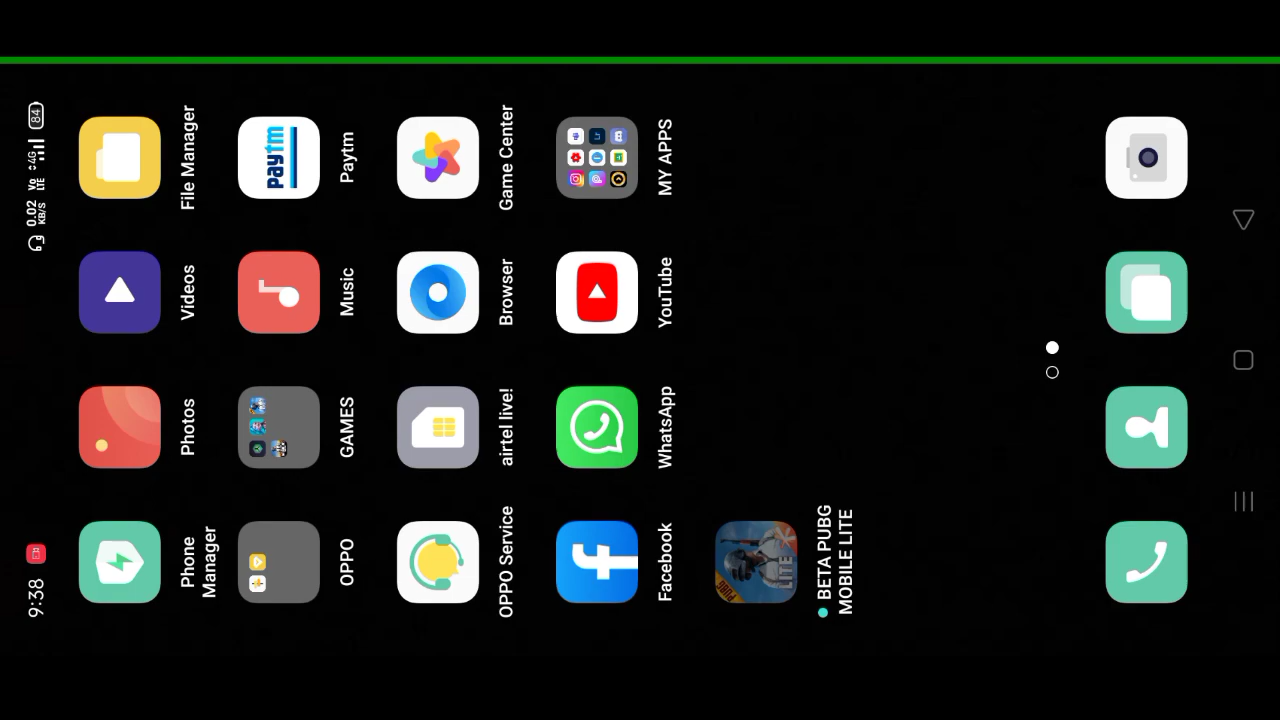 9:38
0.02
KB/S
Vo
LTE
4G
84
Phone
Manager
Photos
Videos
File Manager
OPPO
GAMES
Music
paytm
Paytm
OPPO Service
airtel live!
Browser
Game Center
Facebook
WhatsApp
YouTube
MY APPS
PUBG
LITE
BETA PUBG
MOBILE LITE